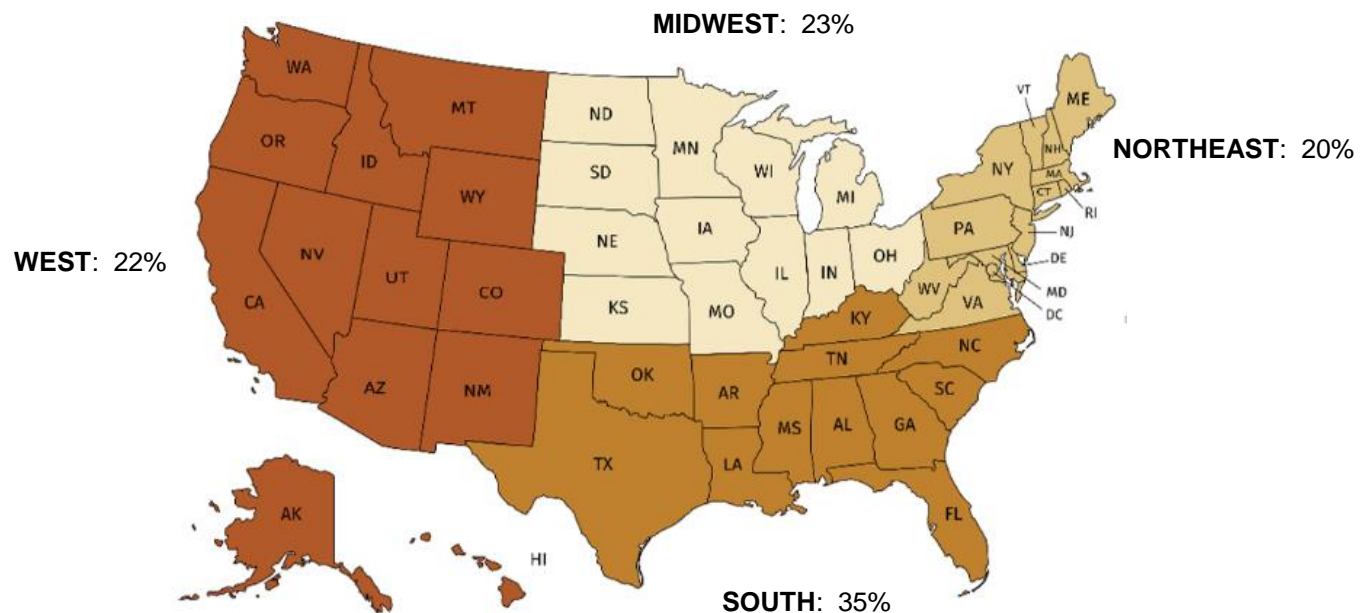 MIDWEST: 23%
WA
MT
ND
VT
ME
OR
ID
MN
NH
NORTHEAST: 20%
SD
WI
NY
MA
WY
MI
CT
RI
IA
PA
NJ
NE
WEST: 22%
NV
UT
CO
IL
IN
OH
DE
CA
WV
MD
KS
MO
VA
DC
KY
NC
TN
AZ
NM
OK
AR
SC
MS
AL
GA
TX
LA
AK
FL
HI
SOUTH: 35%